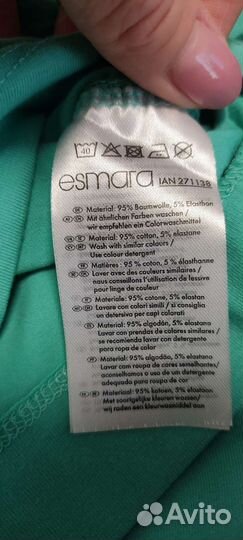 40
esmara IAN 271138
Material: 95% Baumwolle, 5% Elasthan
Mit ähnlichen Farben waschen /
wir empfehlen ein Colorwaschmittel
Material: 95% cotton, 5% elastane
Wash with similar colours /
Use colour detergent
Matières : 95% coton, 5% élasthanne
Laver avec des couleurs similaires /
nous conseillons l'utilisation de lessive
pour linge de couleur
Materiale: 95% cotone, 5% elastan
Lavare con colori simili / si consiglia
un detersivo per capi colorati
Material: 95% algodón, 5% elastano
Lavar con prendas de color similar /
se recomienda lavar con detergente
para ropa de color
Material: 95% algodão, 5% elastano
Lavar com roupa de cores semelhantes/
aconselhamos o uso de um detergente
adequado para roupa de cor
Materiaal: 95% katoen, 5% elastan
Met soortgelijke kleuren wassen/
wij raden een kleurwasmiddel aan
Avito